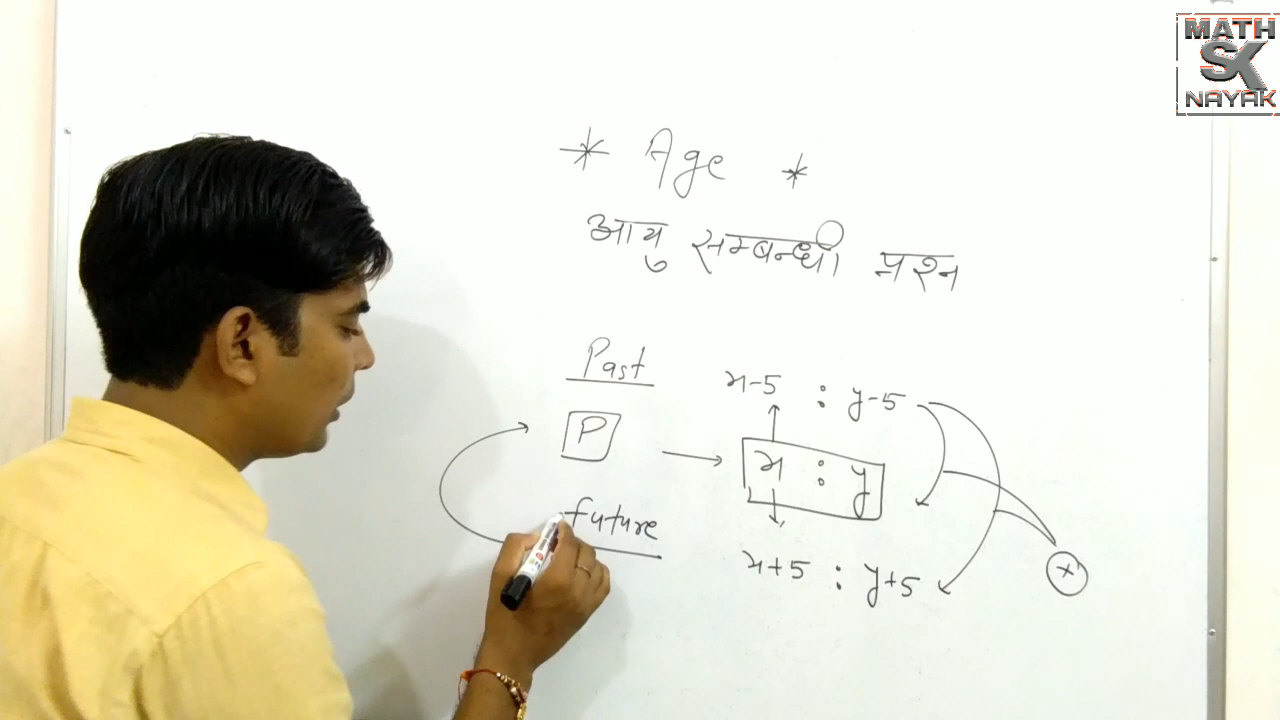 MATH
SK
NAYAK
* Age *
आयु सम्बन्धी प्रश्न
Past
x-5 : y-5
P → x : y
future
x+5 : y+5
+